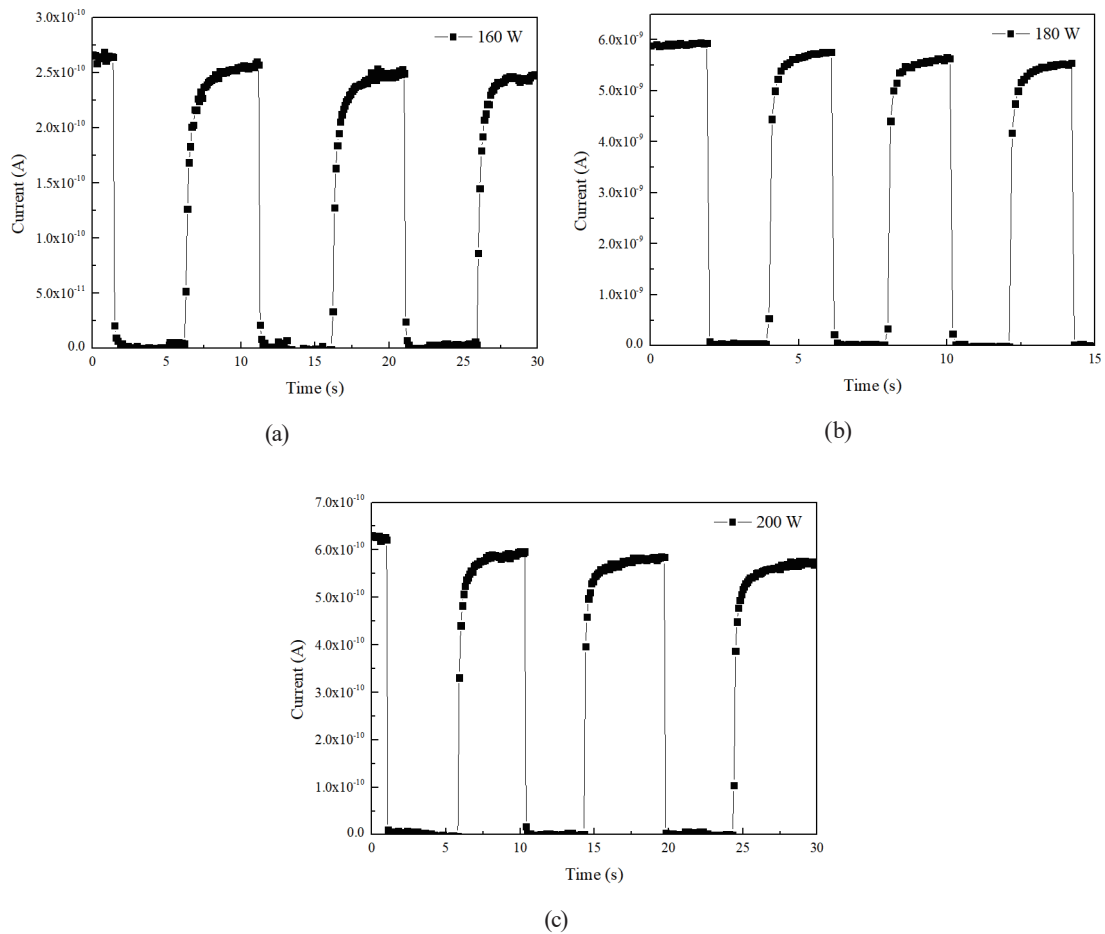 3.0x10⁻¹⁰
2.5x10⁻¹⁰
2.0x10⁻¹⁰
1.5x10⁻¹⁰
1.0x10⁻¹⁰
5.0x10⁻¹¹
0.0
Current (A)
160 W
0 5 10 15 20 25 30
Time (s)
(a)
6.0x10⁻⁹
5.0x10⁻⁹
4.0x10⁻⁹
3.0x10⁻⁹
2.0x10⁻⁹
1.0x10⁻⁹
0.0
Current (A)
180 W
0 5 10 15
Time (s)
(b)
7.0x10⁻¹⁰
6.0x10⁻¹⁰
5.0x10⁻¹⁰
4.0x10⁻¹⁰
3.0x10⁻¹⁰
2.0x10⁻¹⁰
1.0x10⁻¹⁰
0.0
Current (A)
200 W
0 5 10 15 20 25 30
Time (s)
(c)